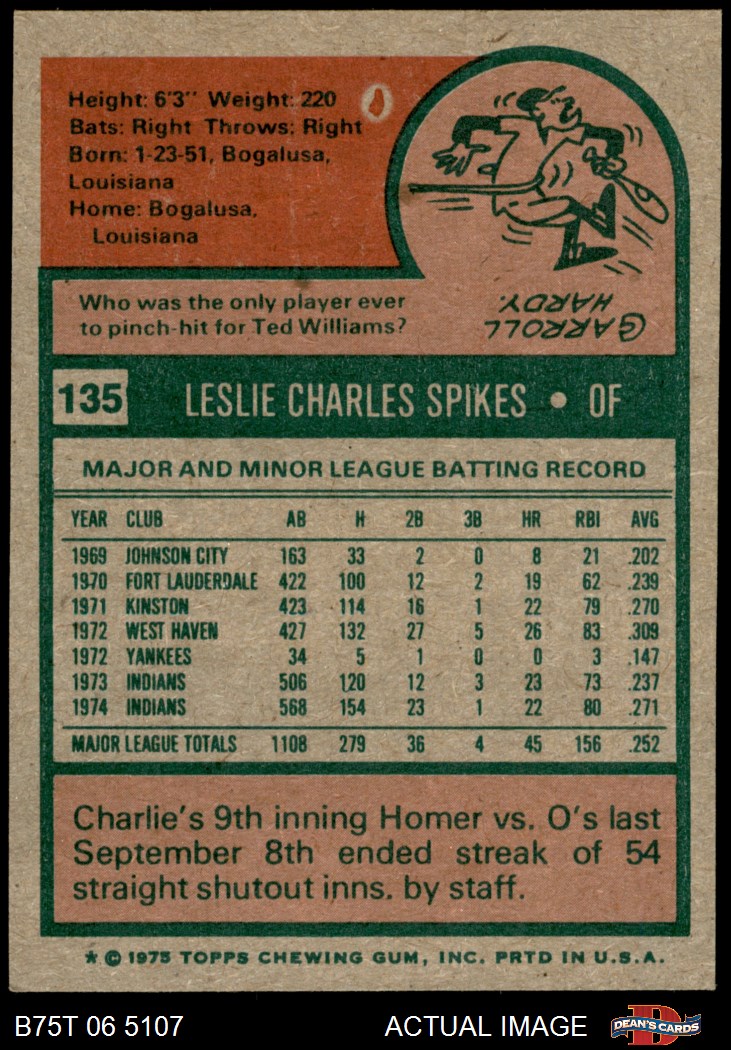 Height: 6'3" Weight: 220
Bats: Right Throws: Right
Born: 1-23-51, Bogalusa,
Louisiana
Home: Bogalusa,
Louisiana
Who was the only player ever
to pinch-hit for Ted Williams?
CARROLL
HARDY.
135 LESLIE CHARLES SPIKES • OF
MAJOR AND MINOR LEAGUE BATTING RECORD
YEAR CLUB AB H 2B 3B HR RBI AVG
1969 JOHNSON CITY 163 33 2 0 8 21 .202
1970 FORT LAUDERDALE 422 100 12 2 19 62 .239
1971 KINSTON 423 114 16 1 22 79 .270
1972 WEST HAVEN 427 132 27 5 26 83 .309
1972 YANKEES 34 5 1 0 0 3 .147
1973 INDIANS 506 120 12 3 23 73 .237
1974 INDIANS 568 154 23 1 22 80 .271
MAJOR LEAGUE TOTALS 1108 279 36 4 45 156 .252
Charlie's 9th inning Homer vs. O's last
September 8th ended streak of 54
straight shutout inns. by staff.
* © 1975 TOPPS CHEWING GUM, INC. PRTD IN U.S.A.
B75T 06 5107 ACTUAL IMAGE D DEAN'S CARDS